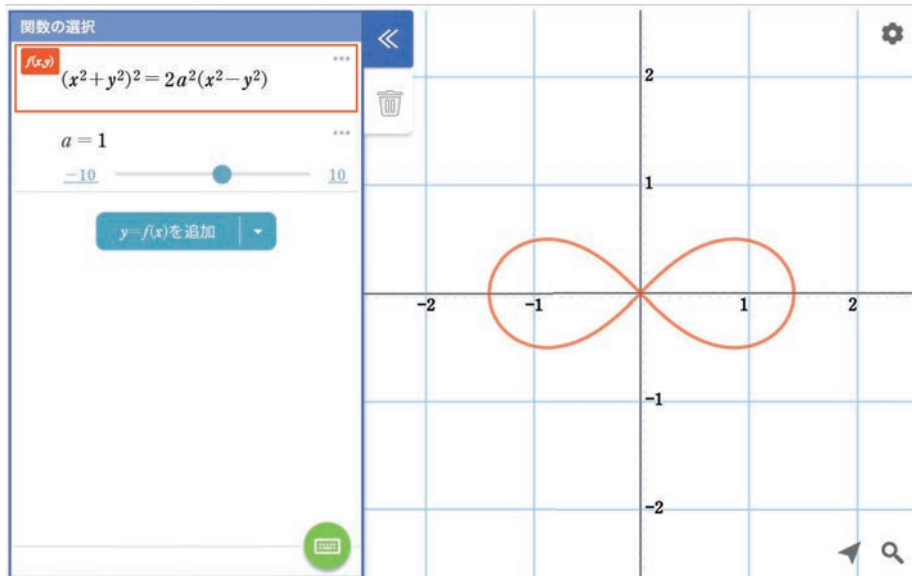 関数の選択
f(x,y)
(x²+y²)²=2a²(x²−y²)
a=1
−10
10
y=f(x)を追加
2
1
−2
−1
1
2
−1
−2